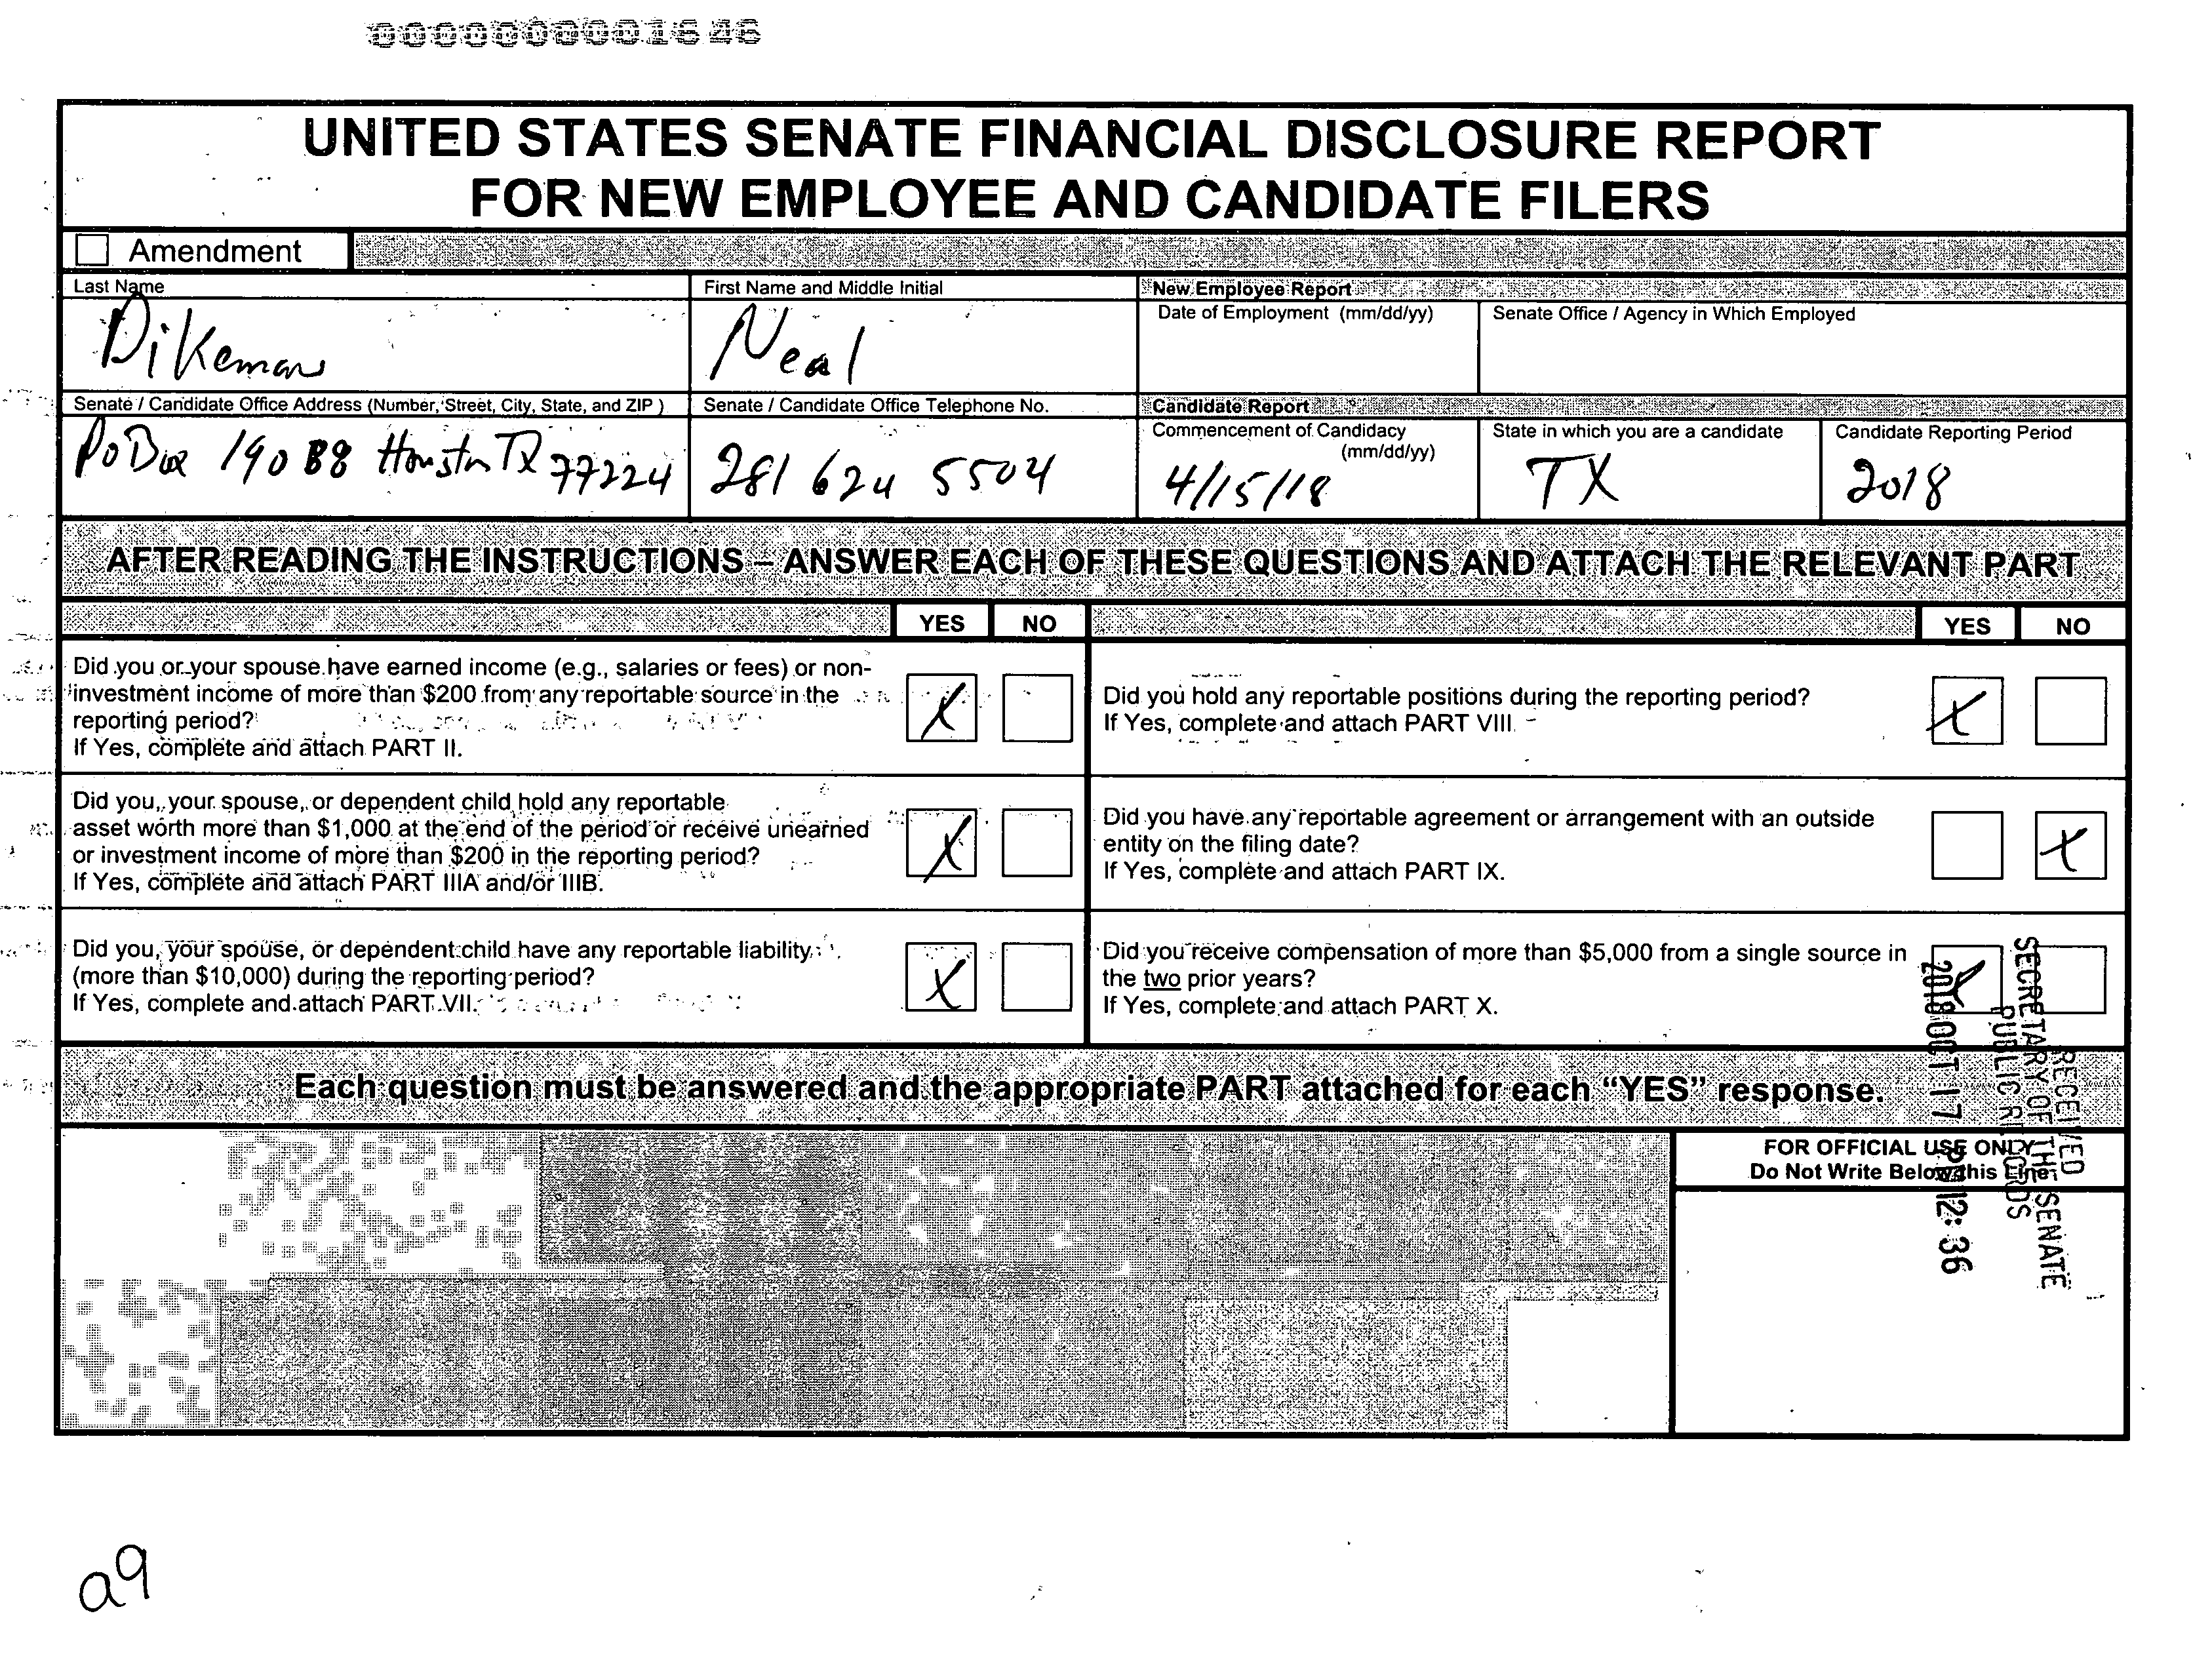 000000001646
UNITED STATES SENATE FINANCIAL DISCLOSURE REPORT
FOR NEW EMPLOYEE AND CANDIDATE FILERS
Amendment
Last Name
Dikeman
First Name and Middle Initial
Neal
New Employee Report
Date of Employment (mm/dd/yy)
Senate Office / Agency in Which Employed
Senate / Candidate Office Address (Number, Street, City, State, and ZIP )
PO Box 19088 Houston TX 77224
Senate / Candidate Office Telephone No.
281 624 5504
Candidate Report
Commencement of Candidacy
(mm/dd/yy)
4/15/18
State in which you are a candidate
TX
Candidate Reporting Period
2018
AFTER READING THE INSTRUCTIONS – ANSWER EACH OF THESE QUESTIONS AND ATTACH THE RELEVANT PART
YES NO
YES NO
Did you or your spouse have earned income (e.g., salaries or fees) or non-
investment income of more than $200 from any reportable source in the
reporting period?
If Yes, complete and attach PART II.
X
Did you hold any reportable positions during the reporting period?
If Yes, complete and attach PART VIII.
X
Did you, your spouse, or dependent child hold any reportable
asset worth more than $1,000 at the end of the period or receive unearned
or investment income of more than $200 in the reporting period?
If Yes, complete and attach PART IIIA and/or IIIB.
X
Did you have any reportable agreement or arrangement with an outside
entity on the filing date?
If Yes, complete and attach PART IX.
X
Did you, your spouse, or dependent child have any reportable liability
(more than $10,000) during the reporting period?
If Yes, complete and attach PART VII.
X
Did you receive compensation of more than $5,000 from a single source in
the two prior years?
If Yes, complete and attach PART X.
X
Each question must be answered and the appropriate PART attached for each “YES” response.
FOR OFFICIAL USE ONLY
Do Not Write Below this Line
RECEIVED
SECRETARY OF THE SENATE
PUBLIC RECORDS
2018 OCT 17 PM 12:36
a9